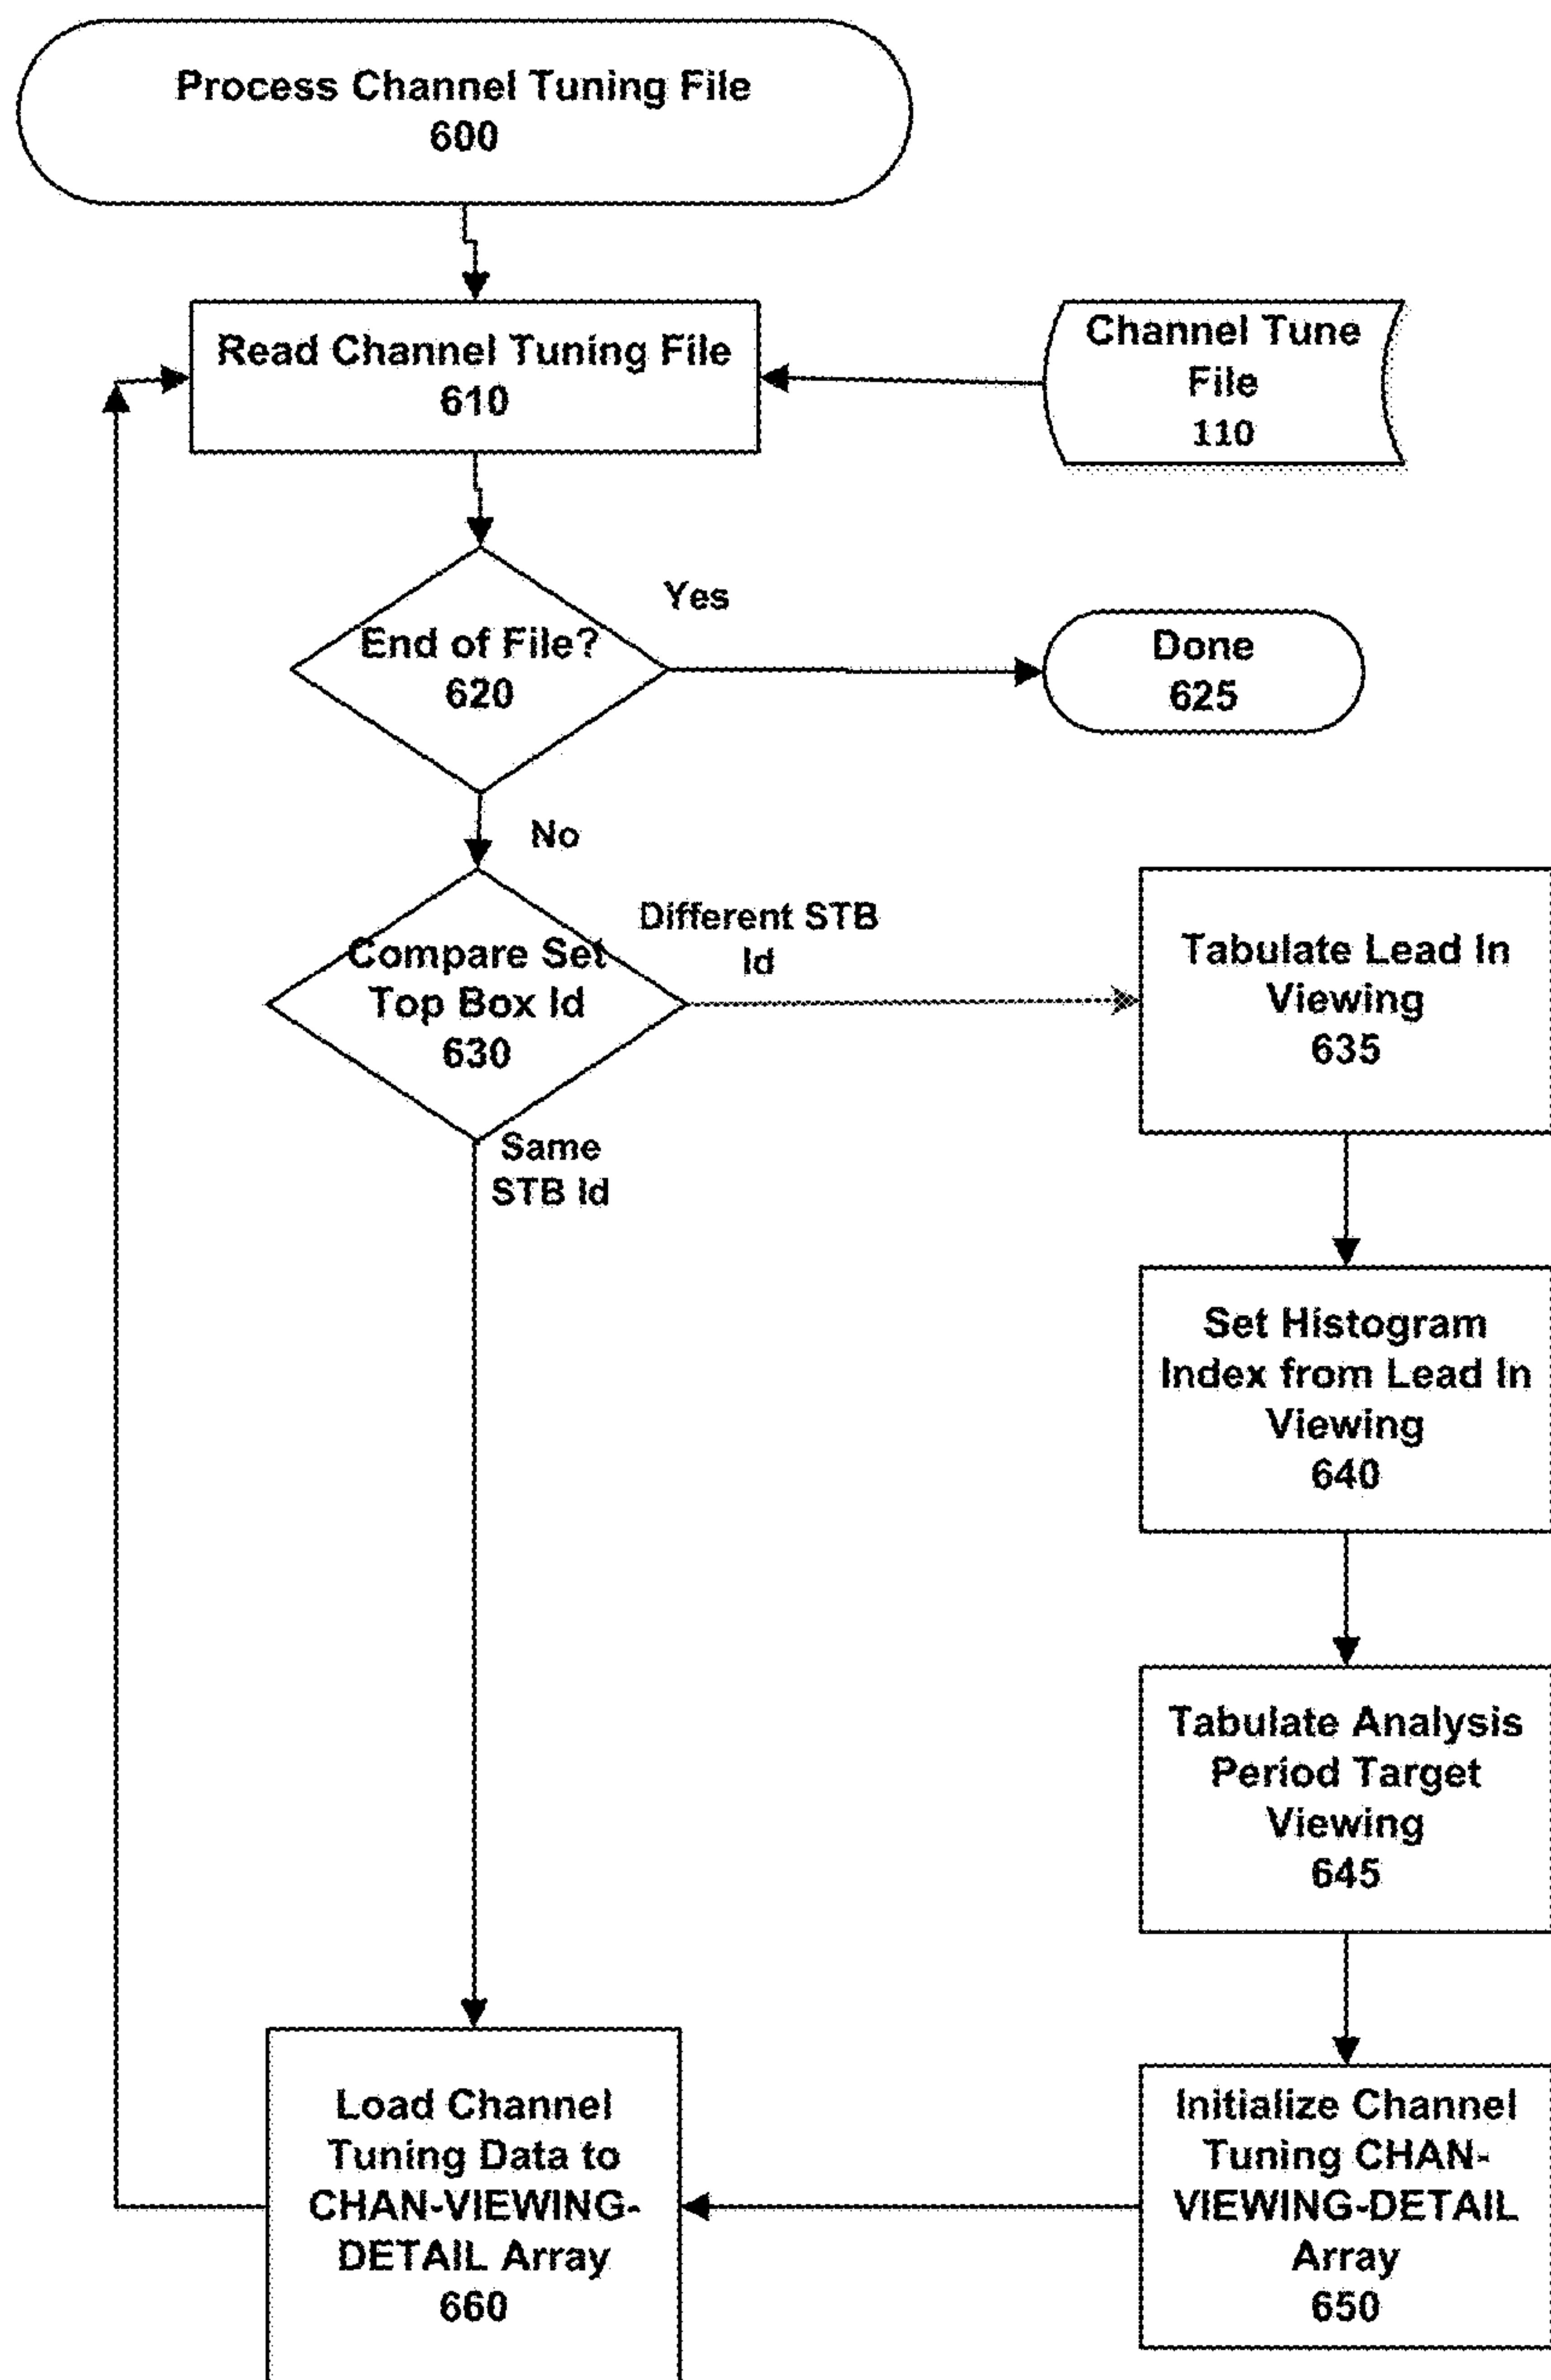 Process Channel Tuning File
600
Read Channel Tuning File
610
Channel Tune
File
110
End of File?
620
Yes
Done
625
No
Compare Set
Top Box Id
630
Different STB
Id
Same
STB Id
Tabulate Lead In
Viewing
635
Set Histogram
Index from Lead In
Viewing
640
Tabulate Analysis
Period Target
Viewing
645
Initialize Channel
Tuning CHAN-
VIEWING-DETAIL
Array
650
Load Channel
Tuning Data to
CHAN-VIEWING-
DETAIL Array
660